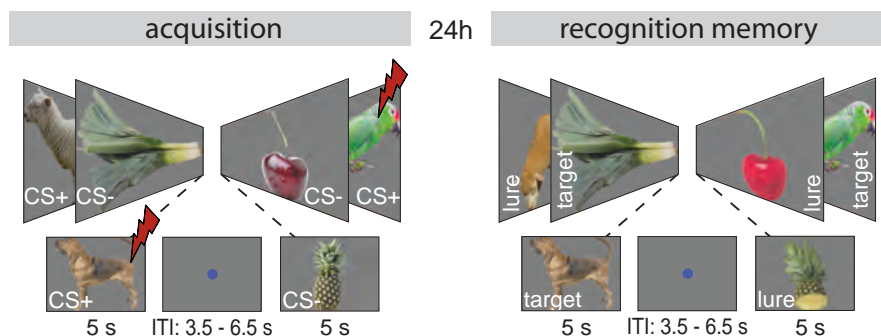 acquisition 24h recognition memory
CS+ CS- CS- CS+ lure target lure target
CS+ CS- target lure
5 s ITI: 3.5 - 6.5 s 5 s 5 s ITI: 3.5 - 6.5 s 5 s